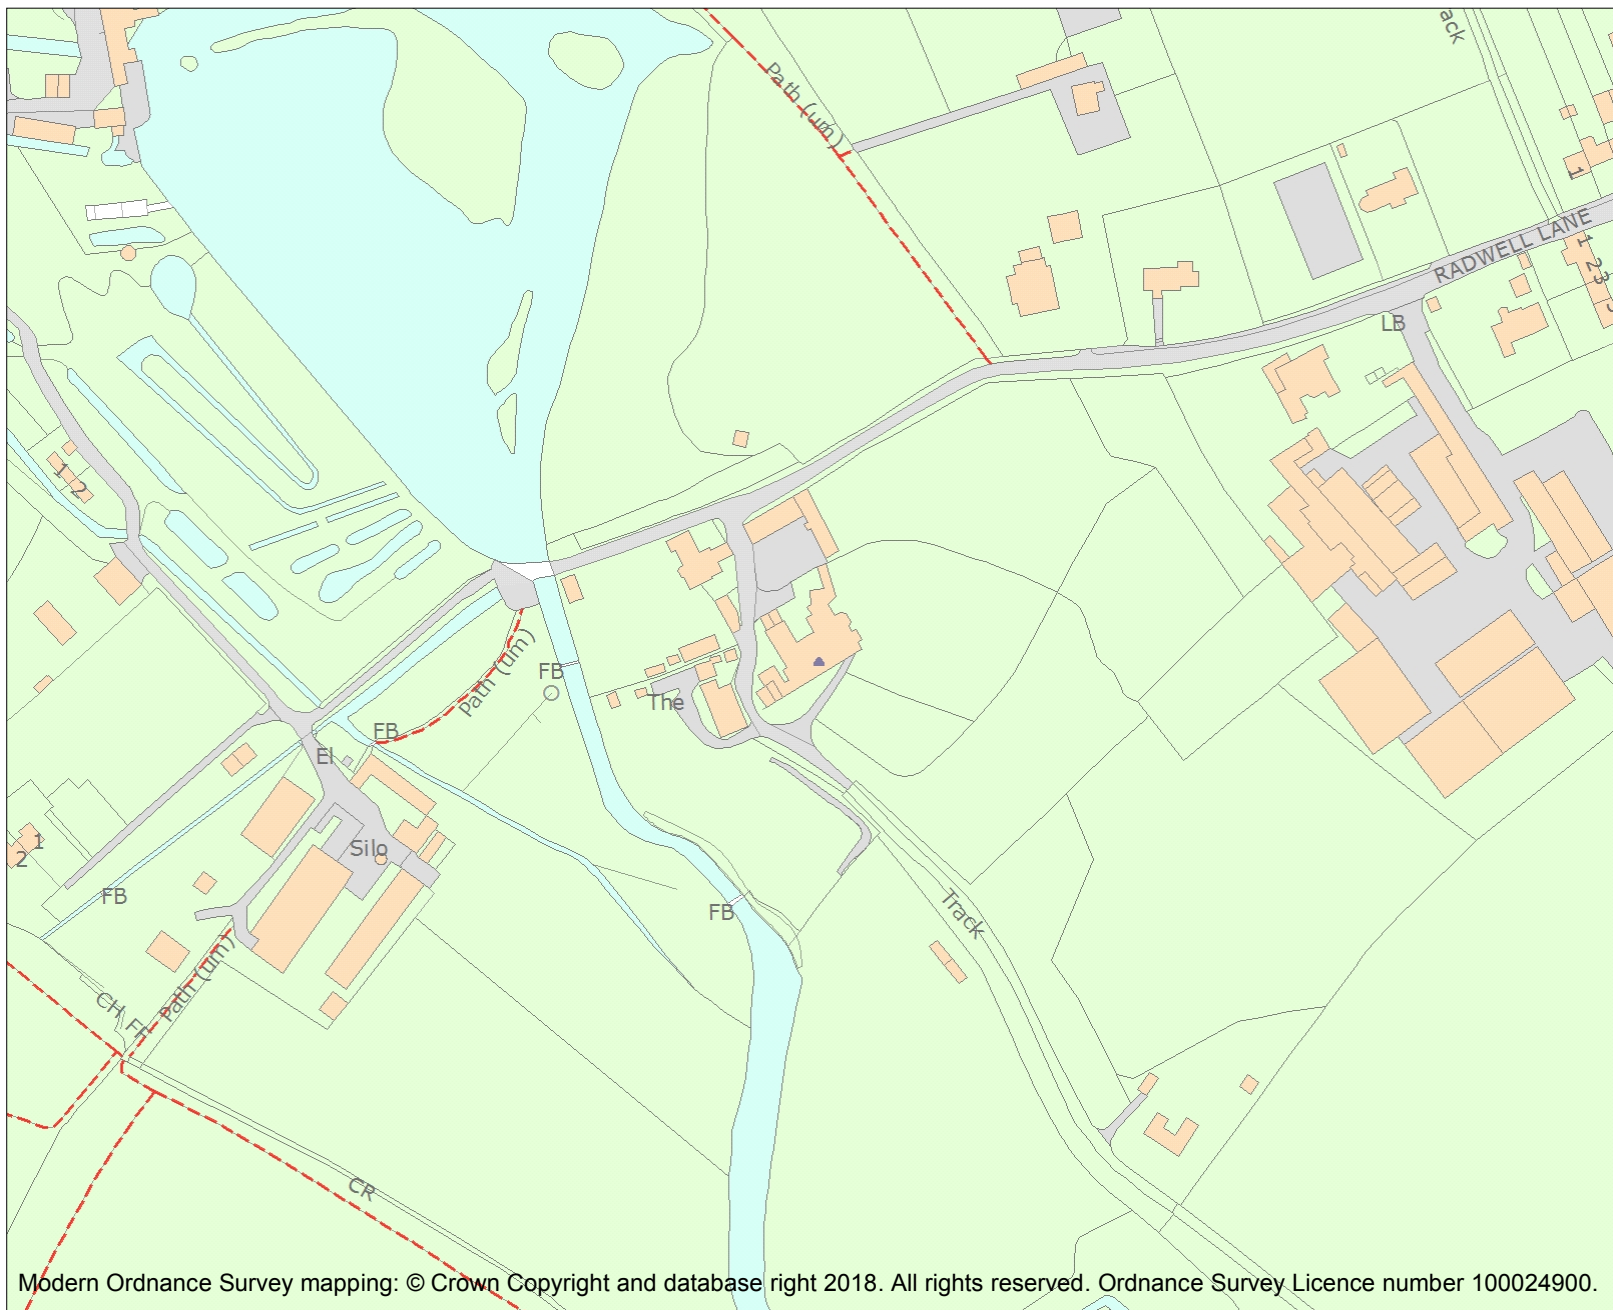 ack
Path (um)
1
RADWELL LANE
1
2
3
LB
1
2
Path (um)
FB
The
FB
El
1
2
Silo
FB
FB
Track
Path (um)
CH
CR
Modern Ordnance Survey mapping: © Crown Copyright and database right 2018. All rights reserved. Ordnance Survey Licence number 100024900.